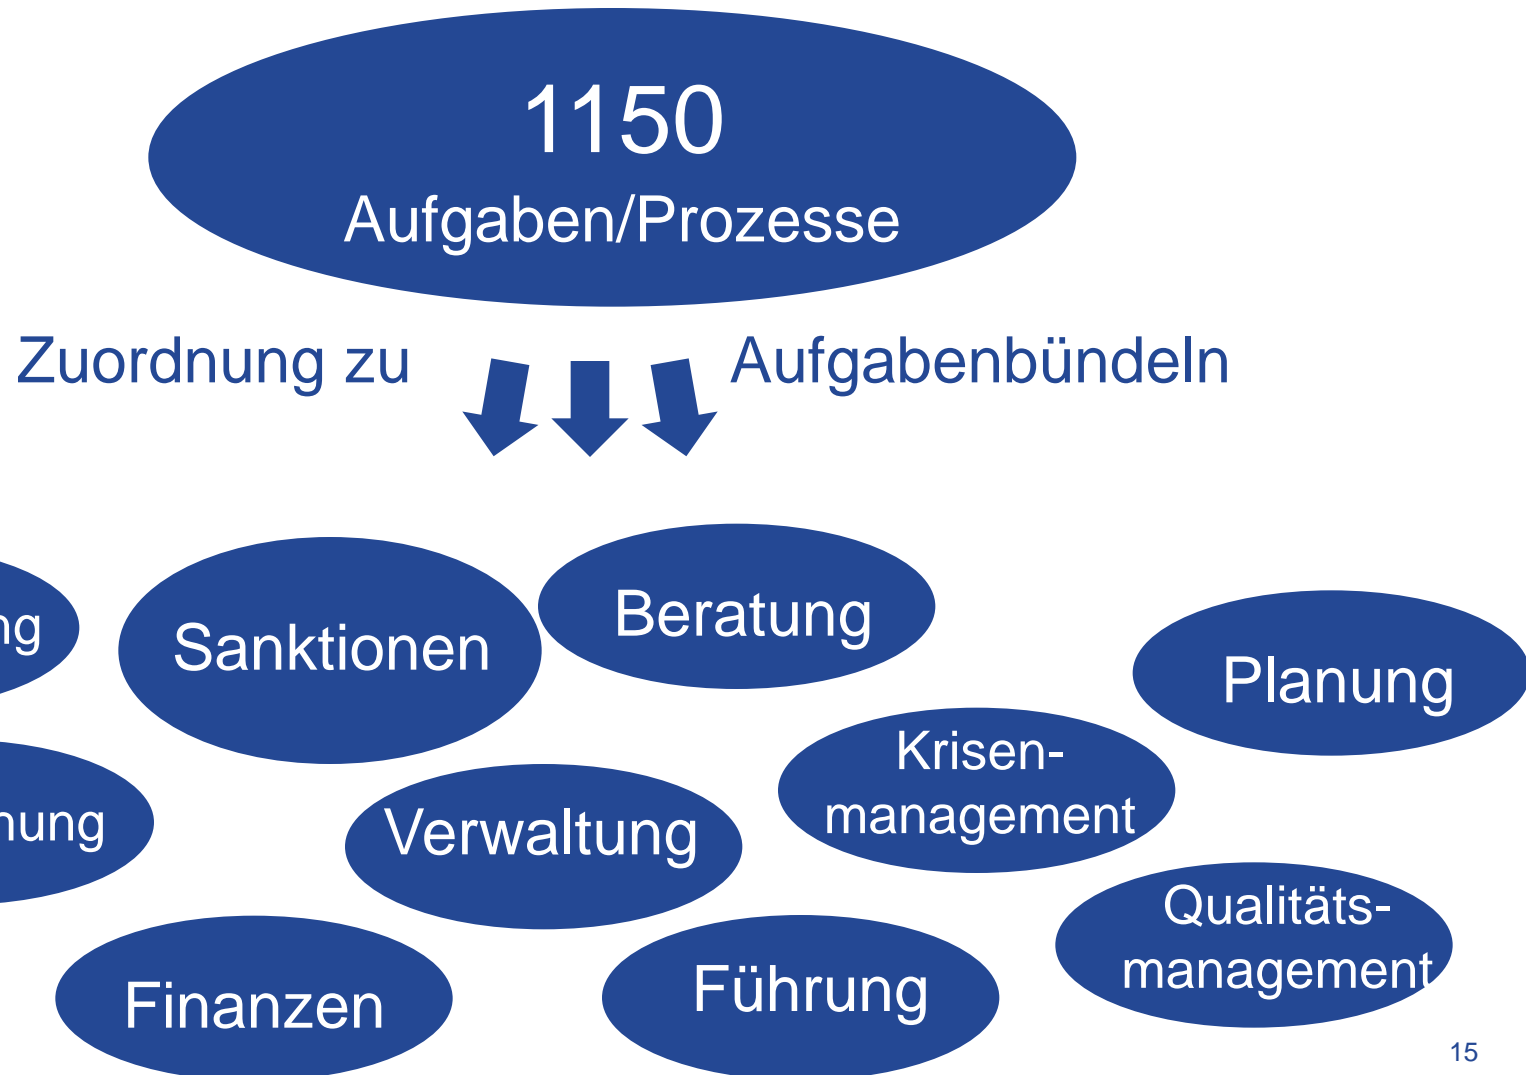 1150
Aufgaben/Prozesse
Zuordnung zu Aufgabenbündeln
Beratung
Sanktionen
Planung
Krisen-
management
Verwaltung
Qualitäts-
management
Führung
Finanzen
15